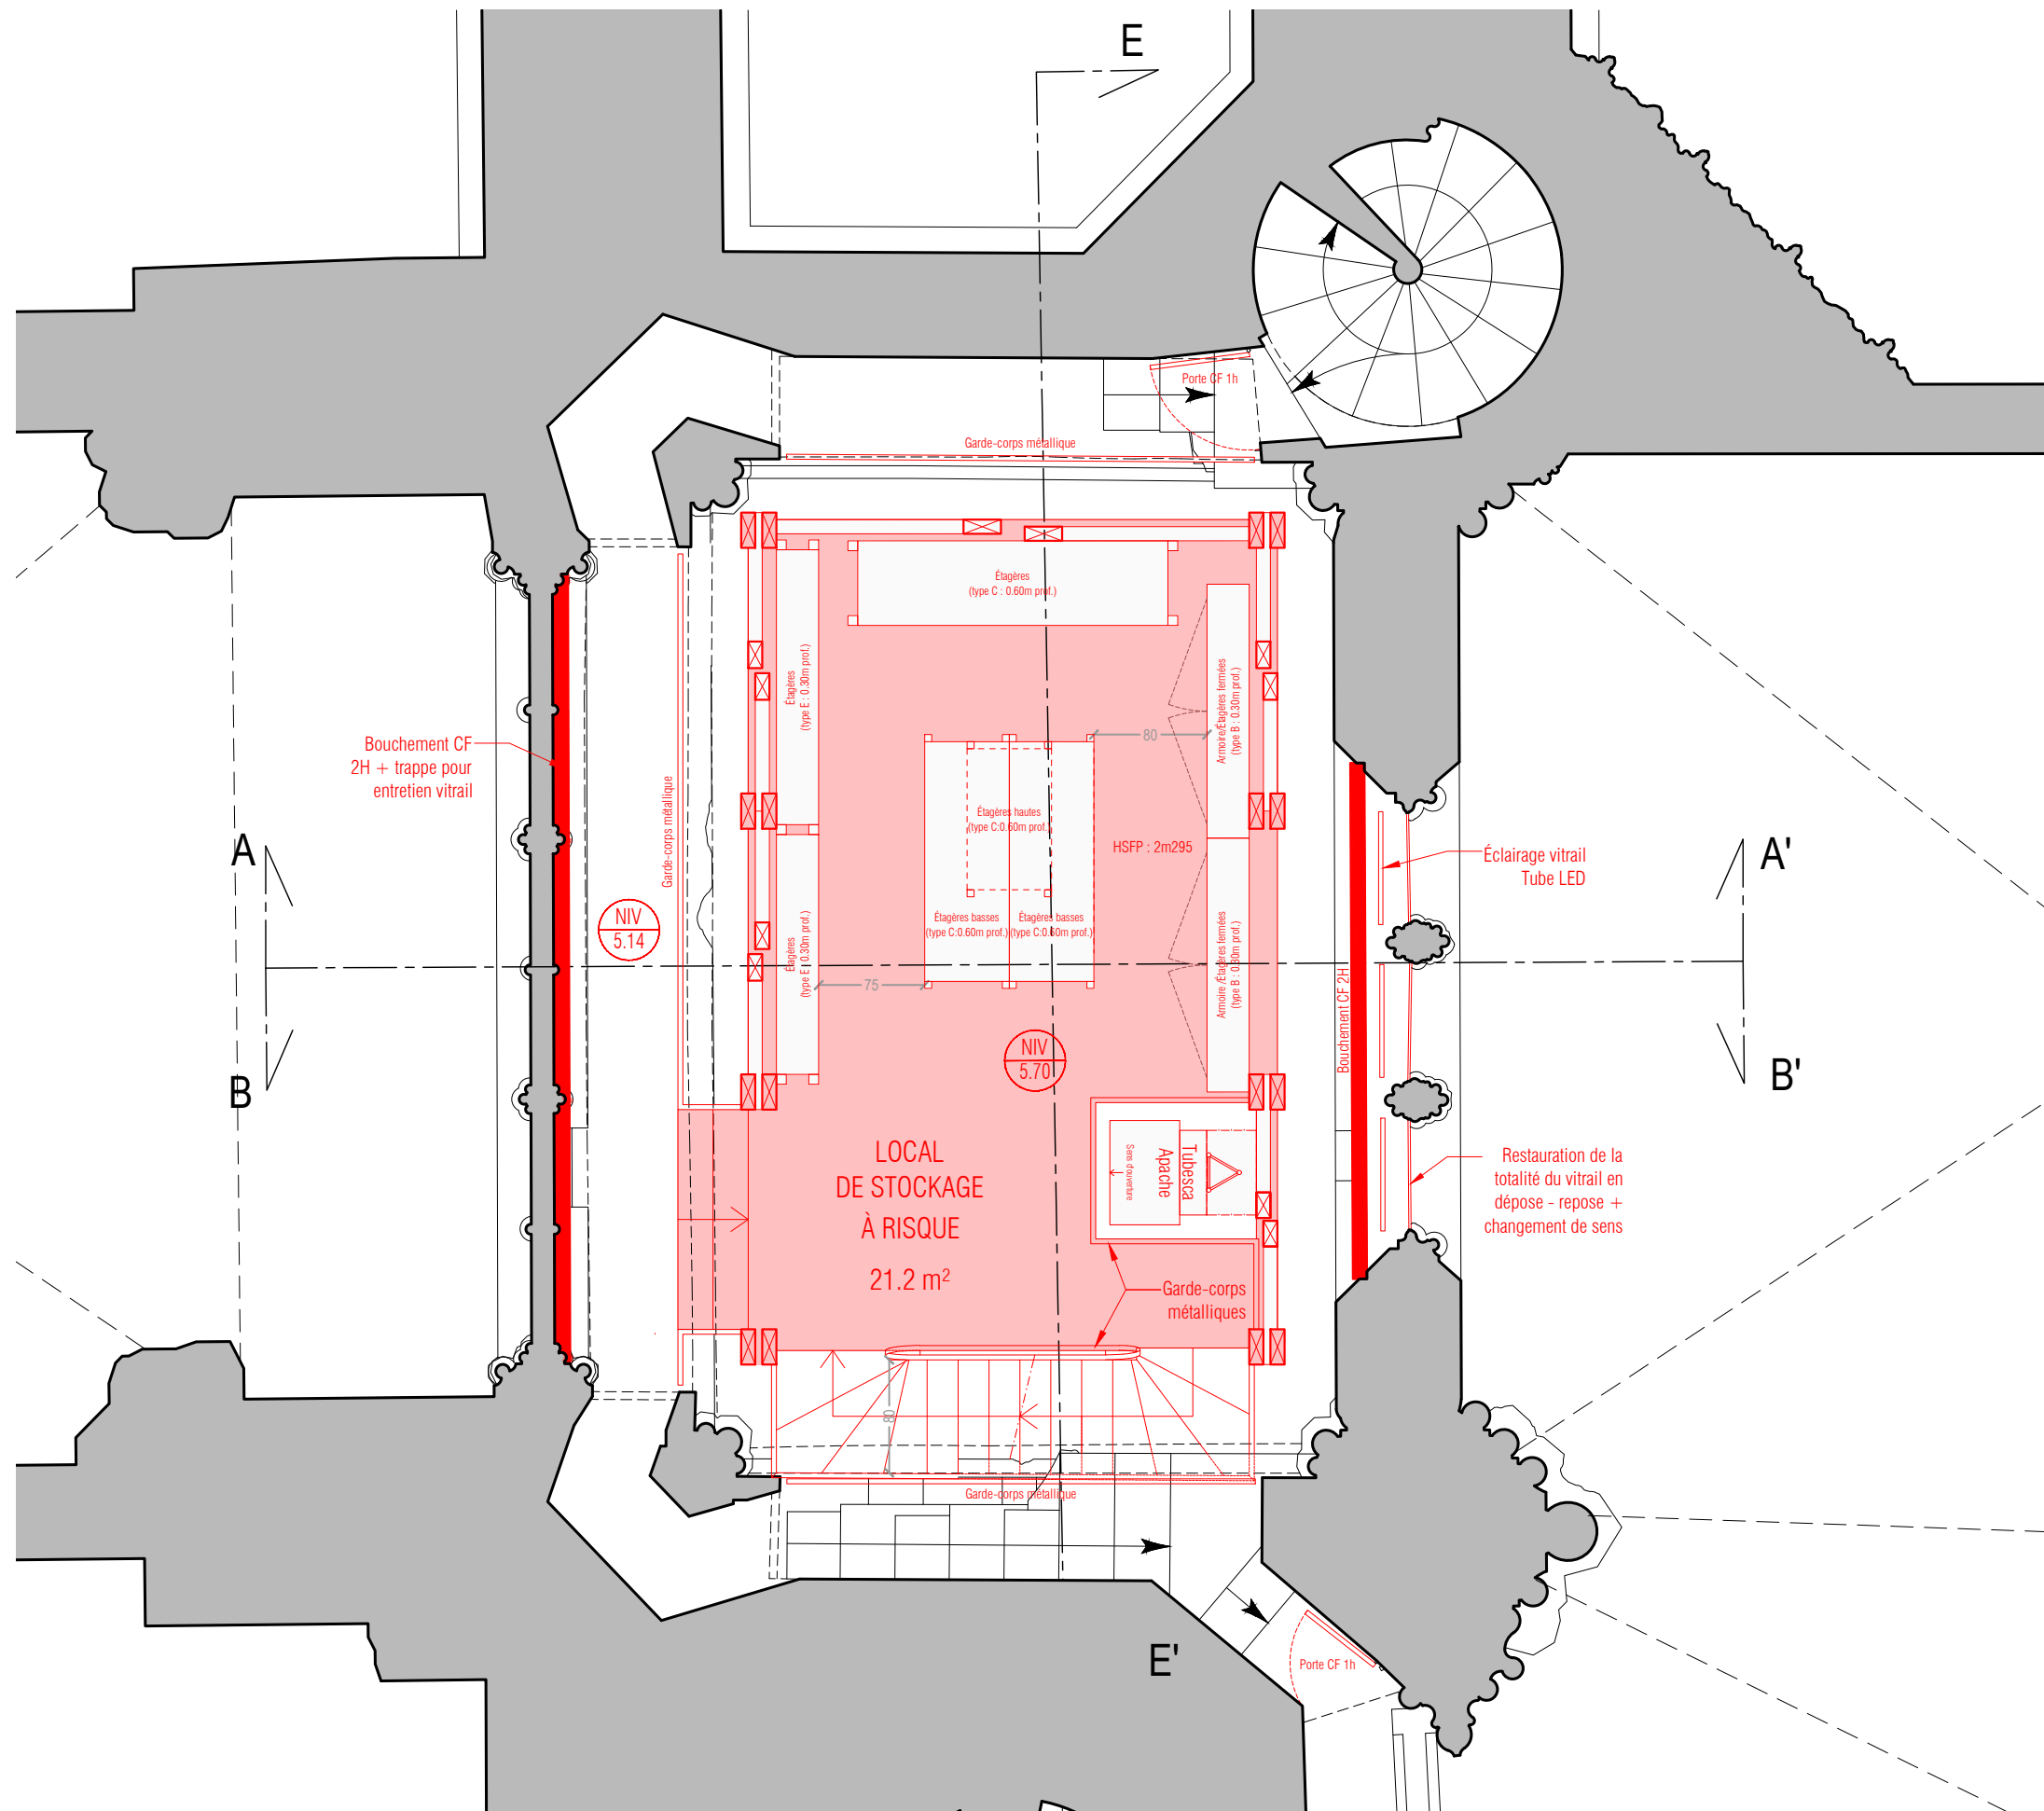 E
Porte CF 1h
Garde-corps métallique
Étagères
(type C : 0.60m prof.)
Étagères
(type E : 0.30m prof.)
Armoire/Étagères fermées
(type B : 0.30m prof.)
Bouchement CF
2H + trappe pour
entretien vitrail
80
Garde-corps métallique
Étagères hautes
(type C:0.60m prof.)
HSFP : 2m295
A
A'
Éclairage vitrail
Tube LED
NIV
5.14
Étagères basses
(type C:0.60m prof.)
Étagères basses
(type C:0.60m prof.)
Étagères
(type E : 0.30m prof.)
Armoire /Étagères fermées
(type B : 0.30m prof.)
75
Bouchement CF 2H
NIV
5.70
B
B'
LOCAL
DE STOCKAGE
À RISQUE
21.2 m²
Sens d'ouverture
Tubesca
Apache
Restauration de la
totalité du vitrail en
dépose - repose +
changement de sens
Garde-corps
métalliques
80
Garde-corps métallique
E'
Porte CF 1h